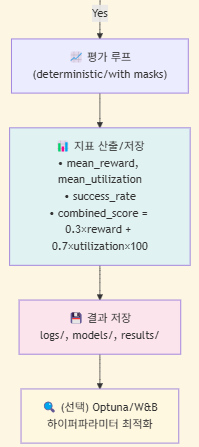 Yes
📈 평가 루프
(deterministic/with masks)
📊 지표 산출/저장
• mean_reward,
mean_utilization
• success_rate
• combined_score =
0.3×reward +
0.7×utilization×100
💾 결과 저장
logs/, models/, results/
🔍 (선택) Optuna/W&B
하이퍼파라미터 최적화